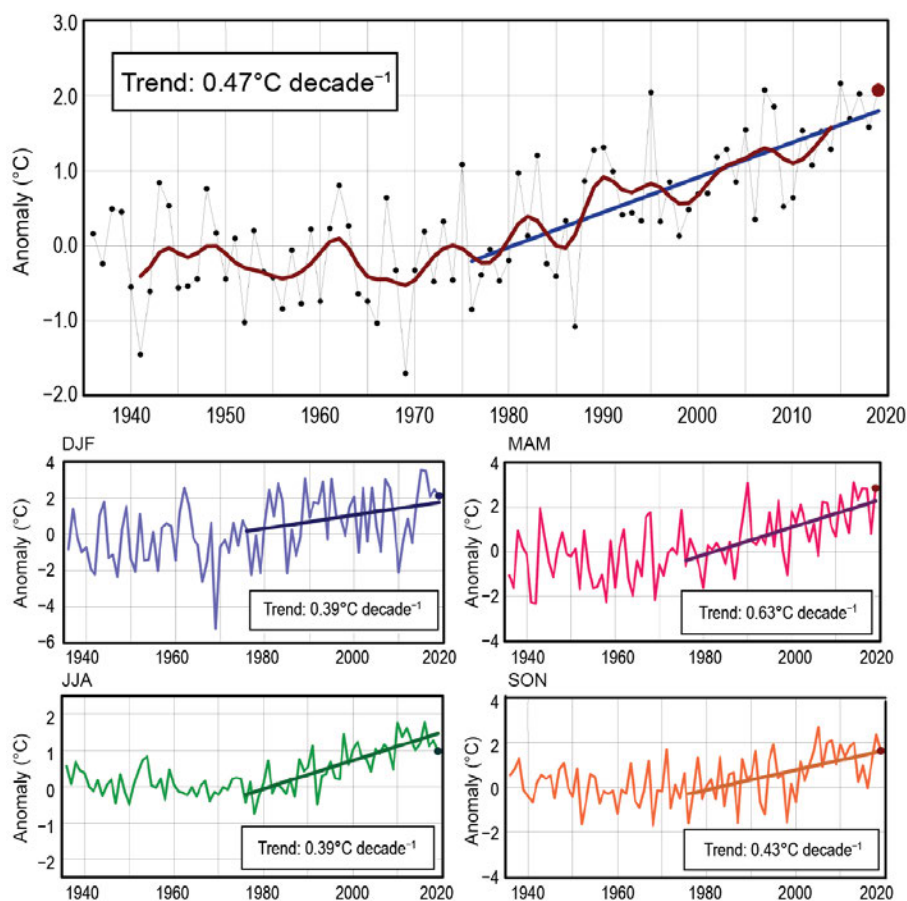 3.0
Trend: 0.47°C decade⁻¹
2.0
1.0
0.0
−1.0
−2.0
Anomaly (°C)
1940 1950 1960 1970 1980 1990 2000 2010 2020
DJF
4
2
0
−2
−4
−6
Anomaly (°C)
Trend: 0.39°C decade⁻¹
1940 1960 1980 2000 2020
MAM
4
2
0
−2
−4
Anomaly (°C)
Trend: 0.63°C decade⁻¹
1940 1960 1980 2000 2020
JJA
2
1
0
−1
−2
Anomaly (°C)
Trend: 0.39°C decade⁻¹
1940 1960 1980 2000 2020
SON
4
2
0
−2
−4
Anomaly (°C)
Trend: 0.43°C decade⁻¹
1940 1960 1980 2000 2020